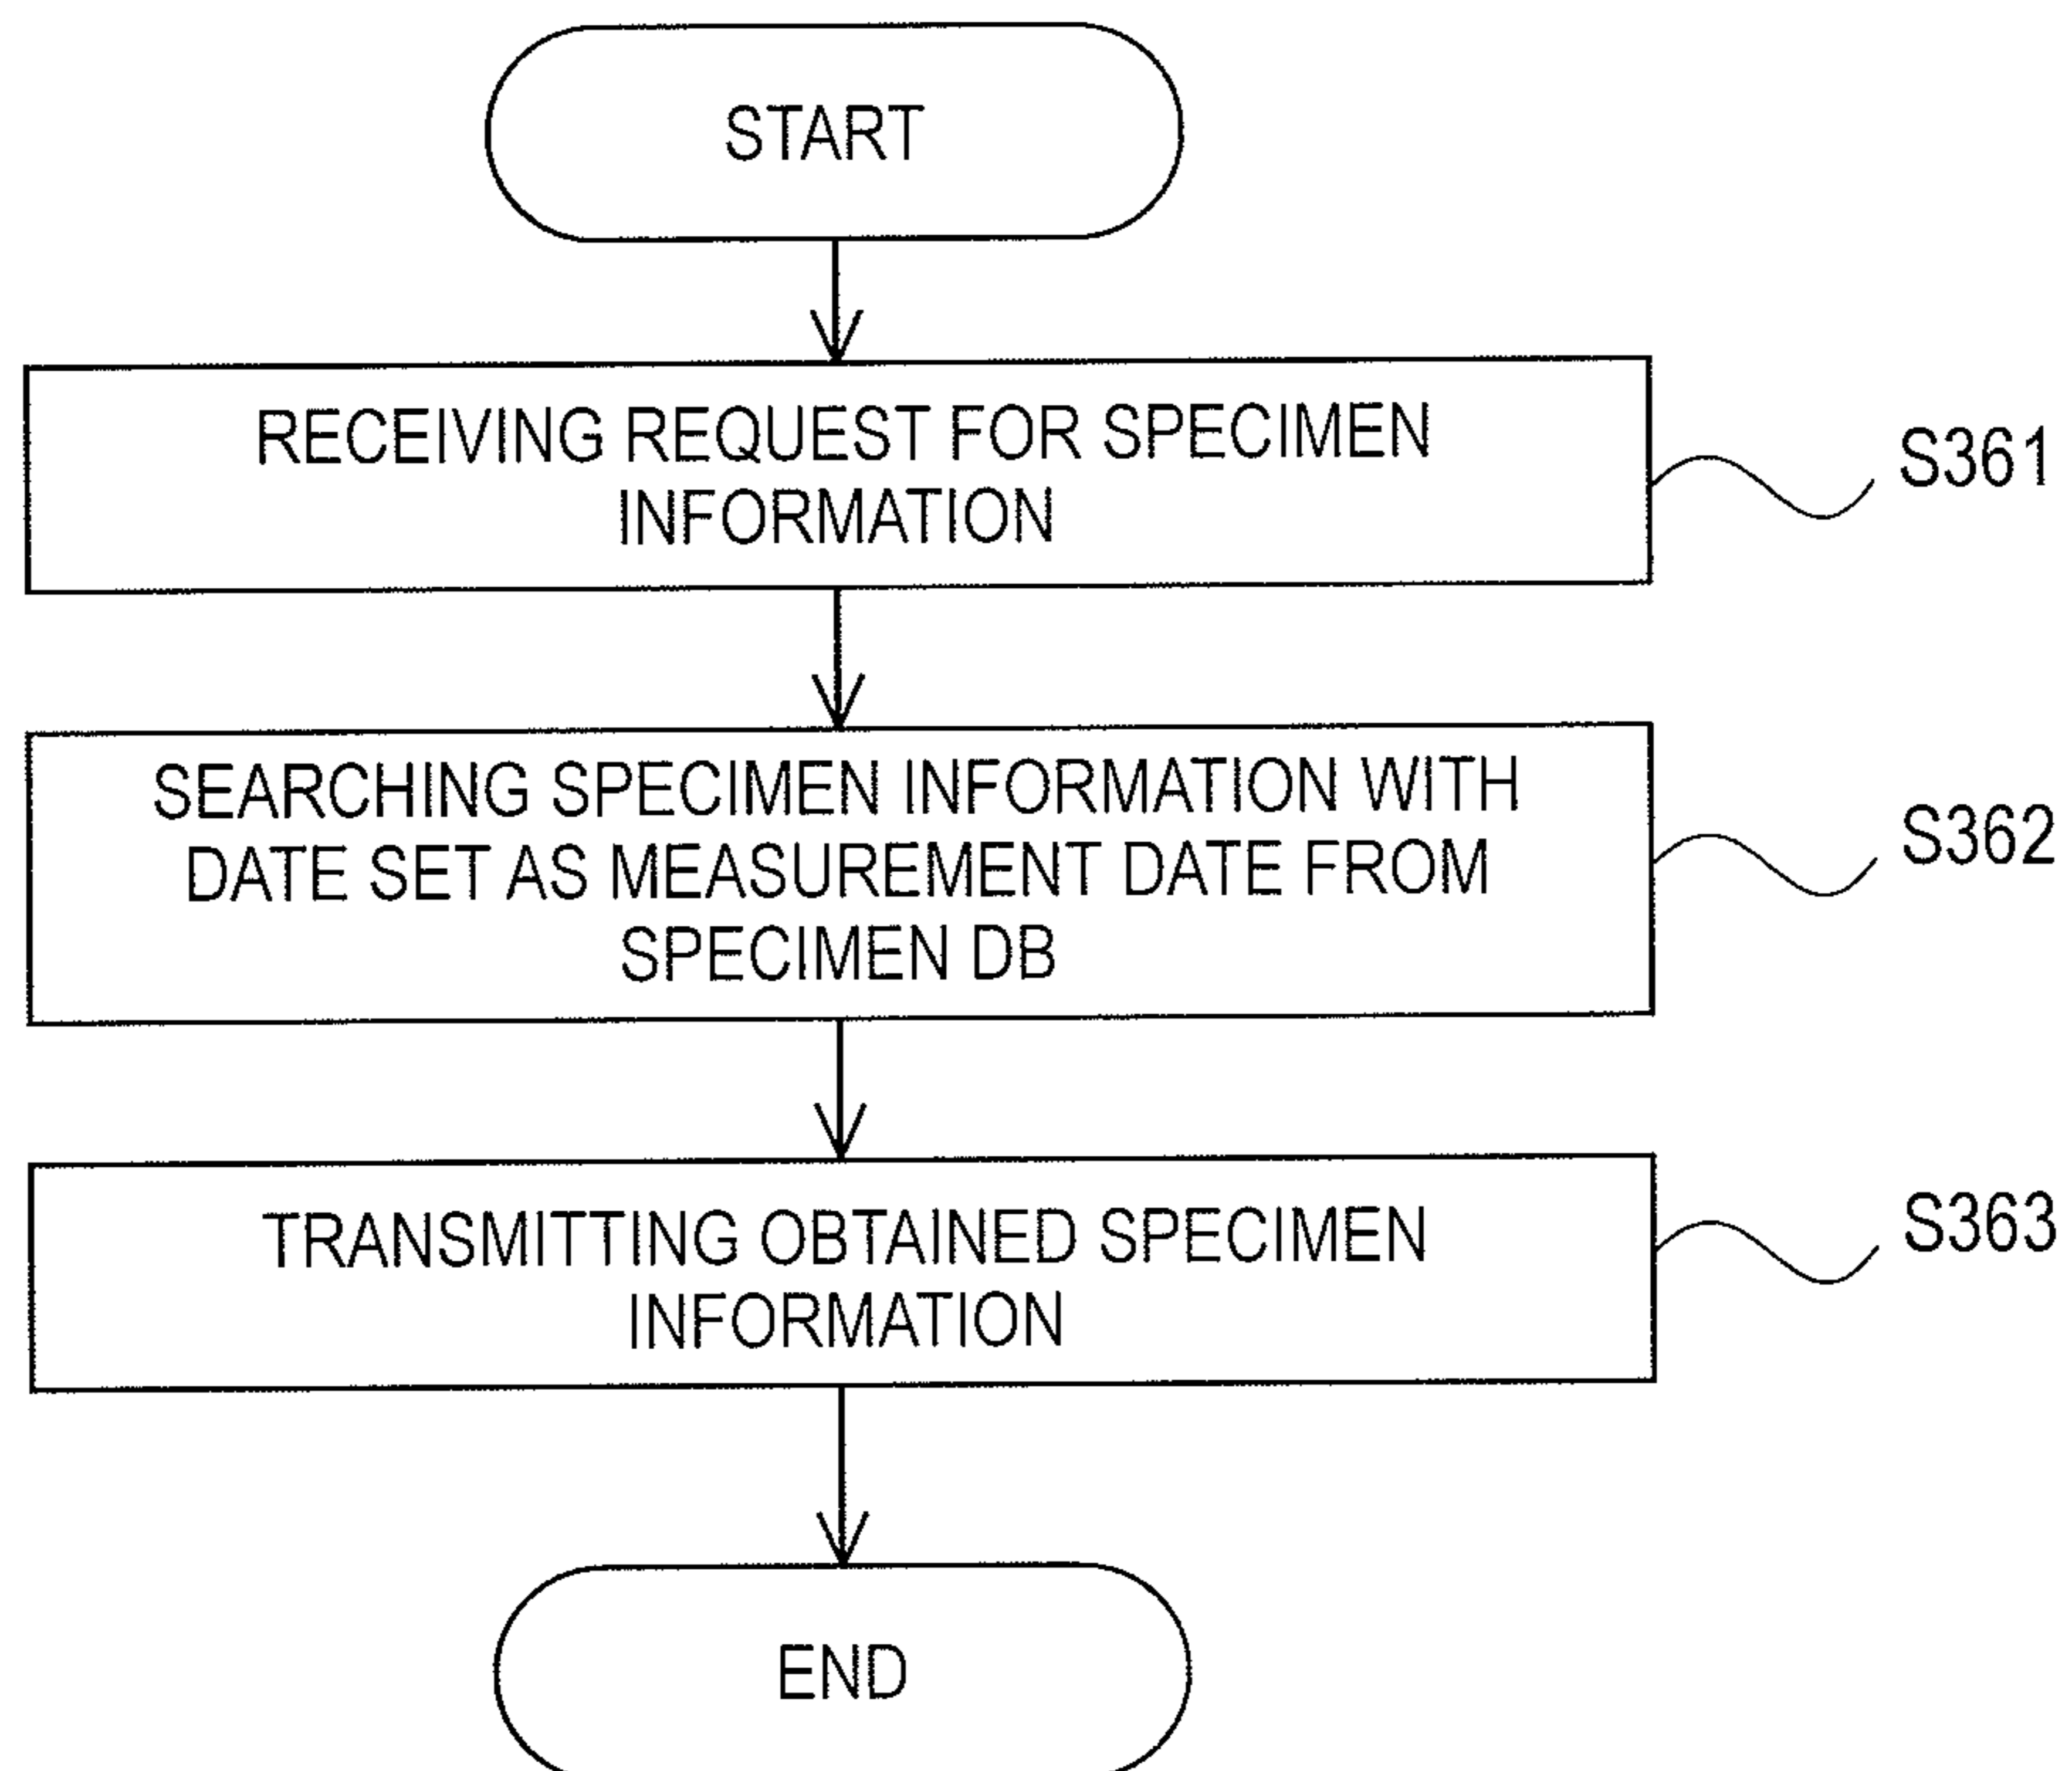 START
RECEIVING REQUEST FOR SPECIMEN
INFORMATION
S361
SEARCHING SPECIMEN INFORMATION WITH
DATE SET AS MEASUREMENT DATE FROM
SPECIMEN DB
S362
TRANSMITTING OBTAINED SPECIMEN
INFORMATION
S363
END